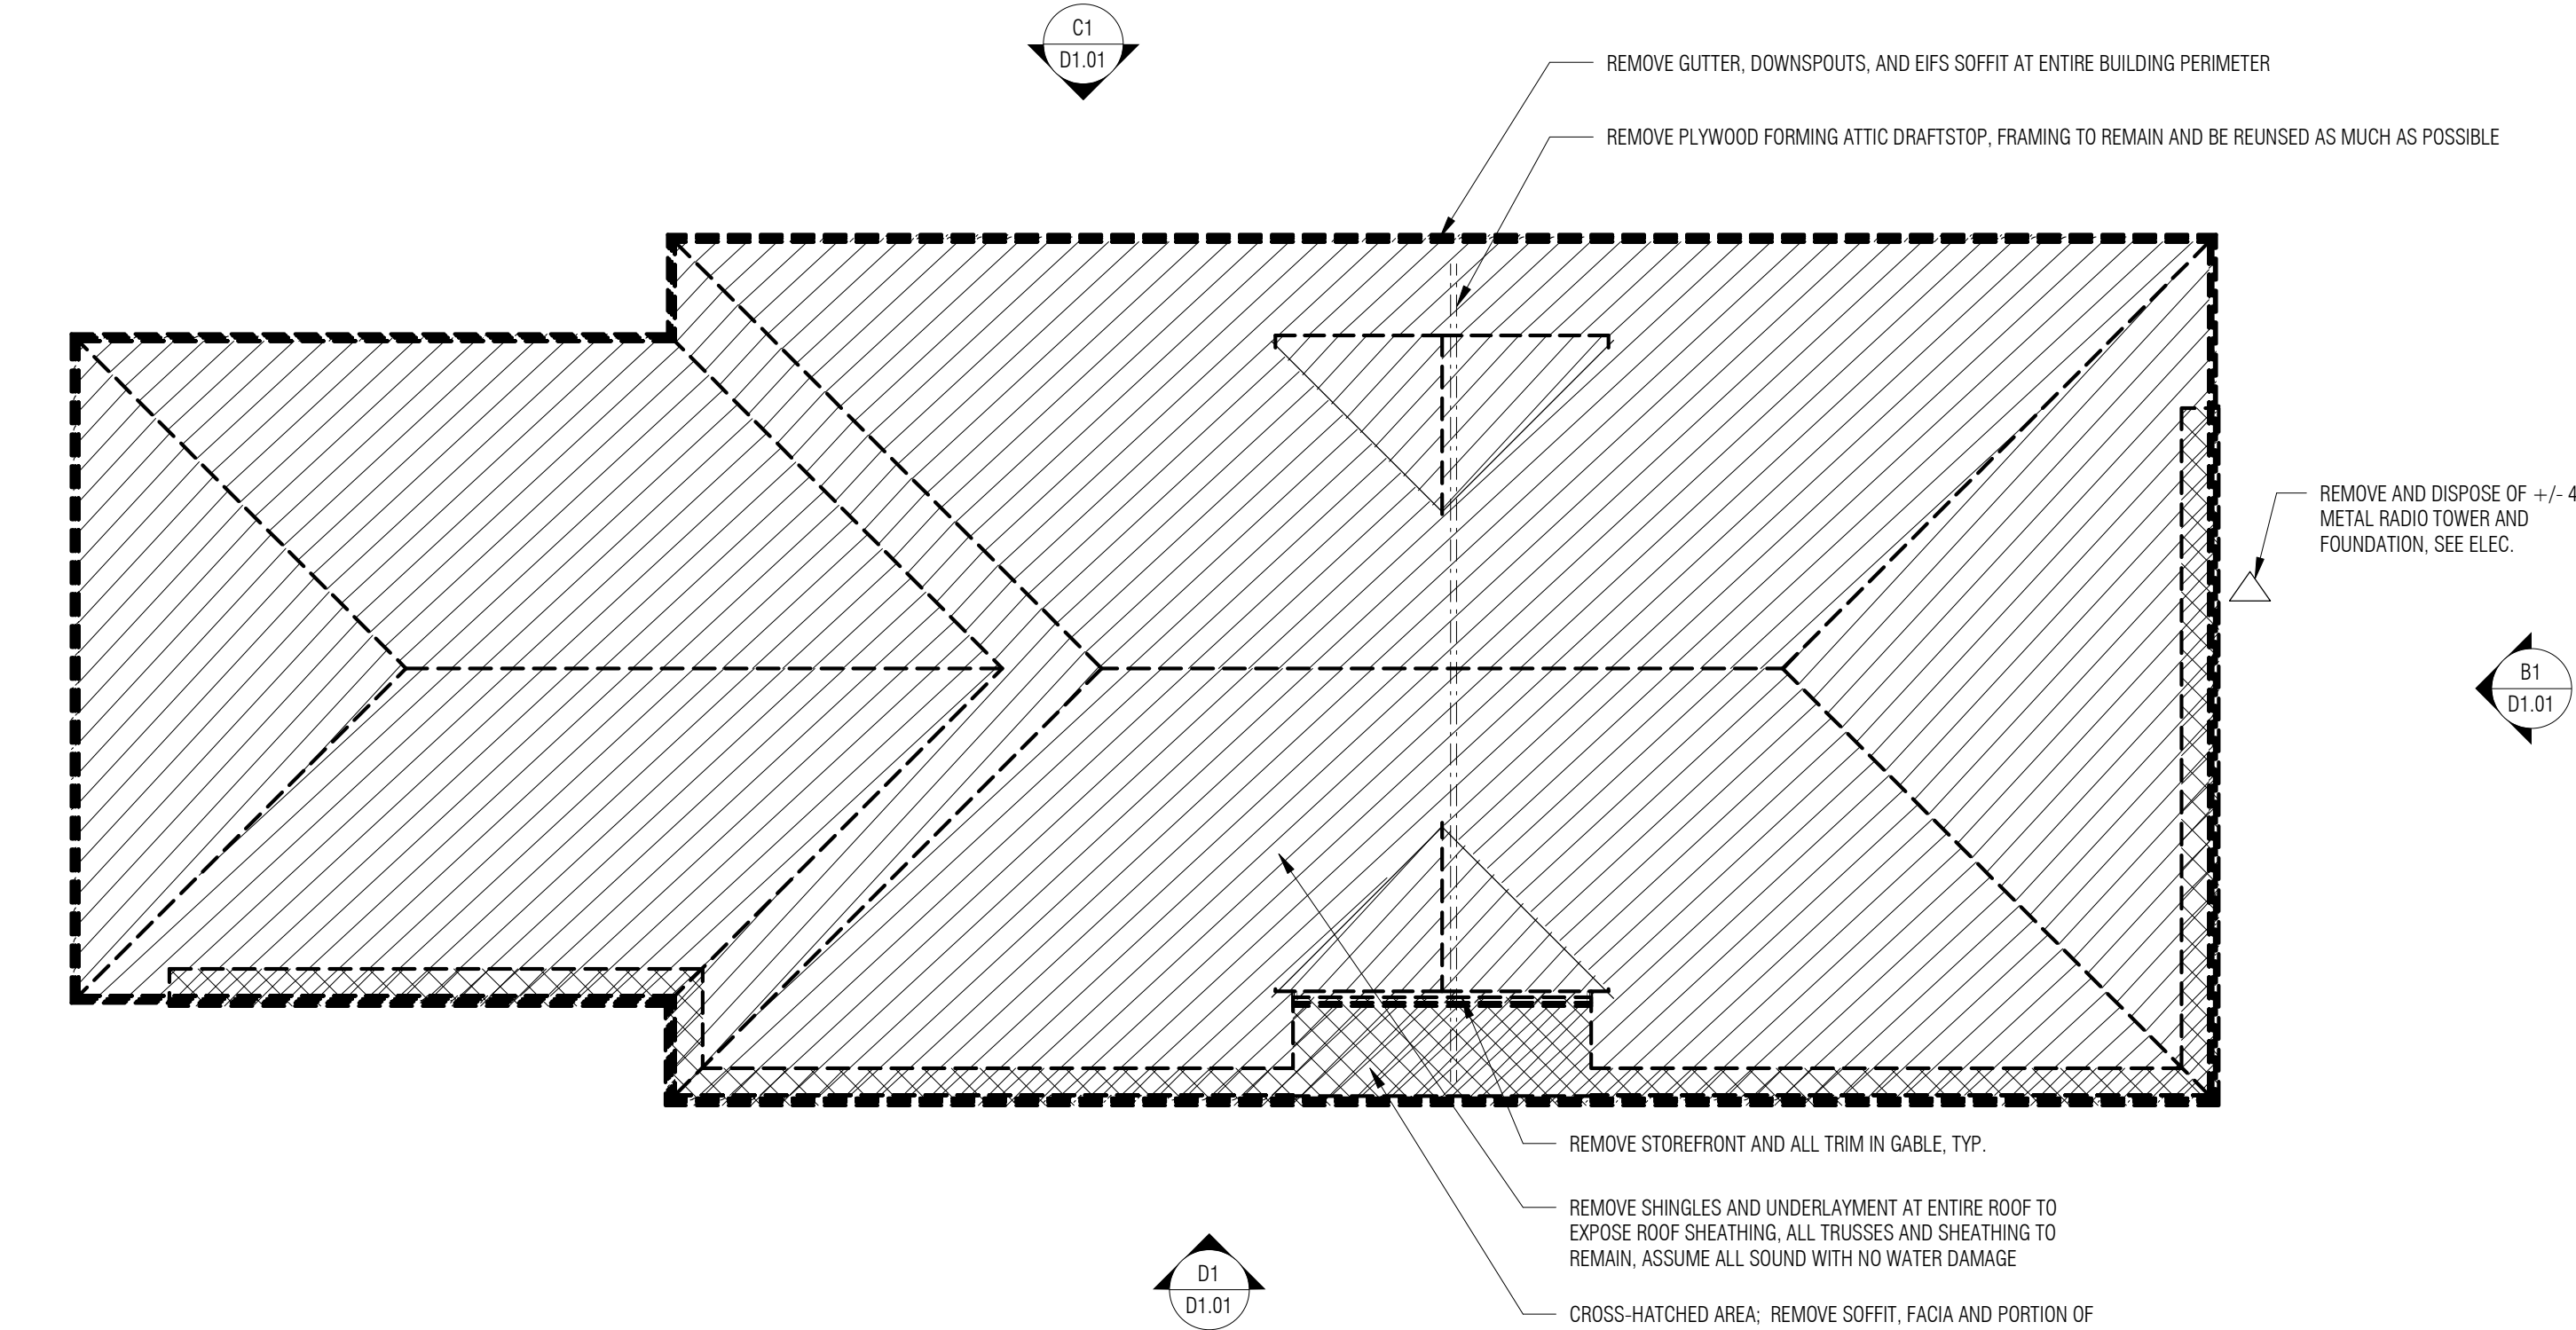 C1
D1.01
REMOVE GUTTER, DOWNSPOUTS, AND EIFS SOFFIT AT ENTIRE BUILDING PERIMETER
REMOVE PLYWOOD FORMING ATTIC DRAFTSTOP, FRAMING TO REMAIN AND BE REUNSED AS MUCH AS POSSIBLE
REMOVE AND DISPOSE OF +/- 4
METAL RADIO TOWER AND
FOUNDATION, SEE ELEC.
B1
D1.01
REMOVE STOREFRONT AND ALL TRIM IN GABLE, TYP.
REMOVE SHINGLES AND UNDERLAYMENT AT ENTIRE ROOF TO
EXPOSE ROOF SHEATHING, ALL TRUSSES AND SHEATHING TO
REMAIN, ASSUME ALL SOUND WITH NO WATER DAMAGE
D1
D1.01
CROSS-HATCHED AREA; REMOVE SOFFIT, FACIA AND PORTION OF